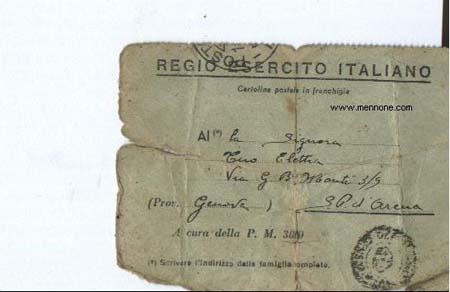 REGIO ESERCITO ITALIANO
Cartolina postale in franchigia
www.mennone.com
Al (*) la Signora
Elettra
Via G. B. Monti 3/9
(Prov. Genova) S. P. d'Arena
A cura della P. M. 3000
(*) Scrivere l'indirizzo della famiglia completo.